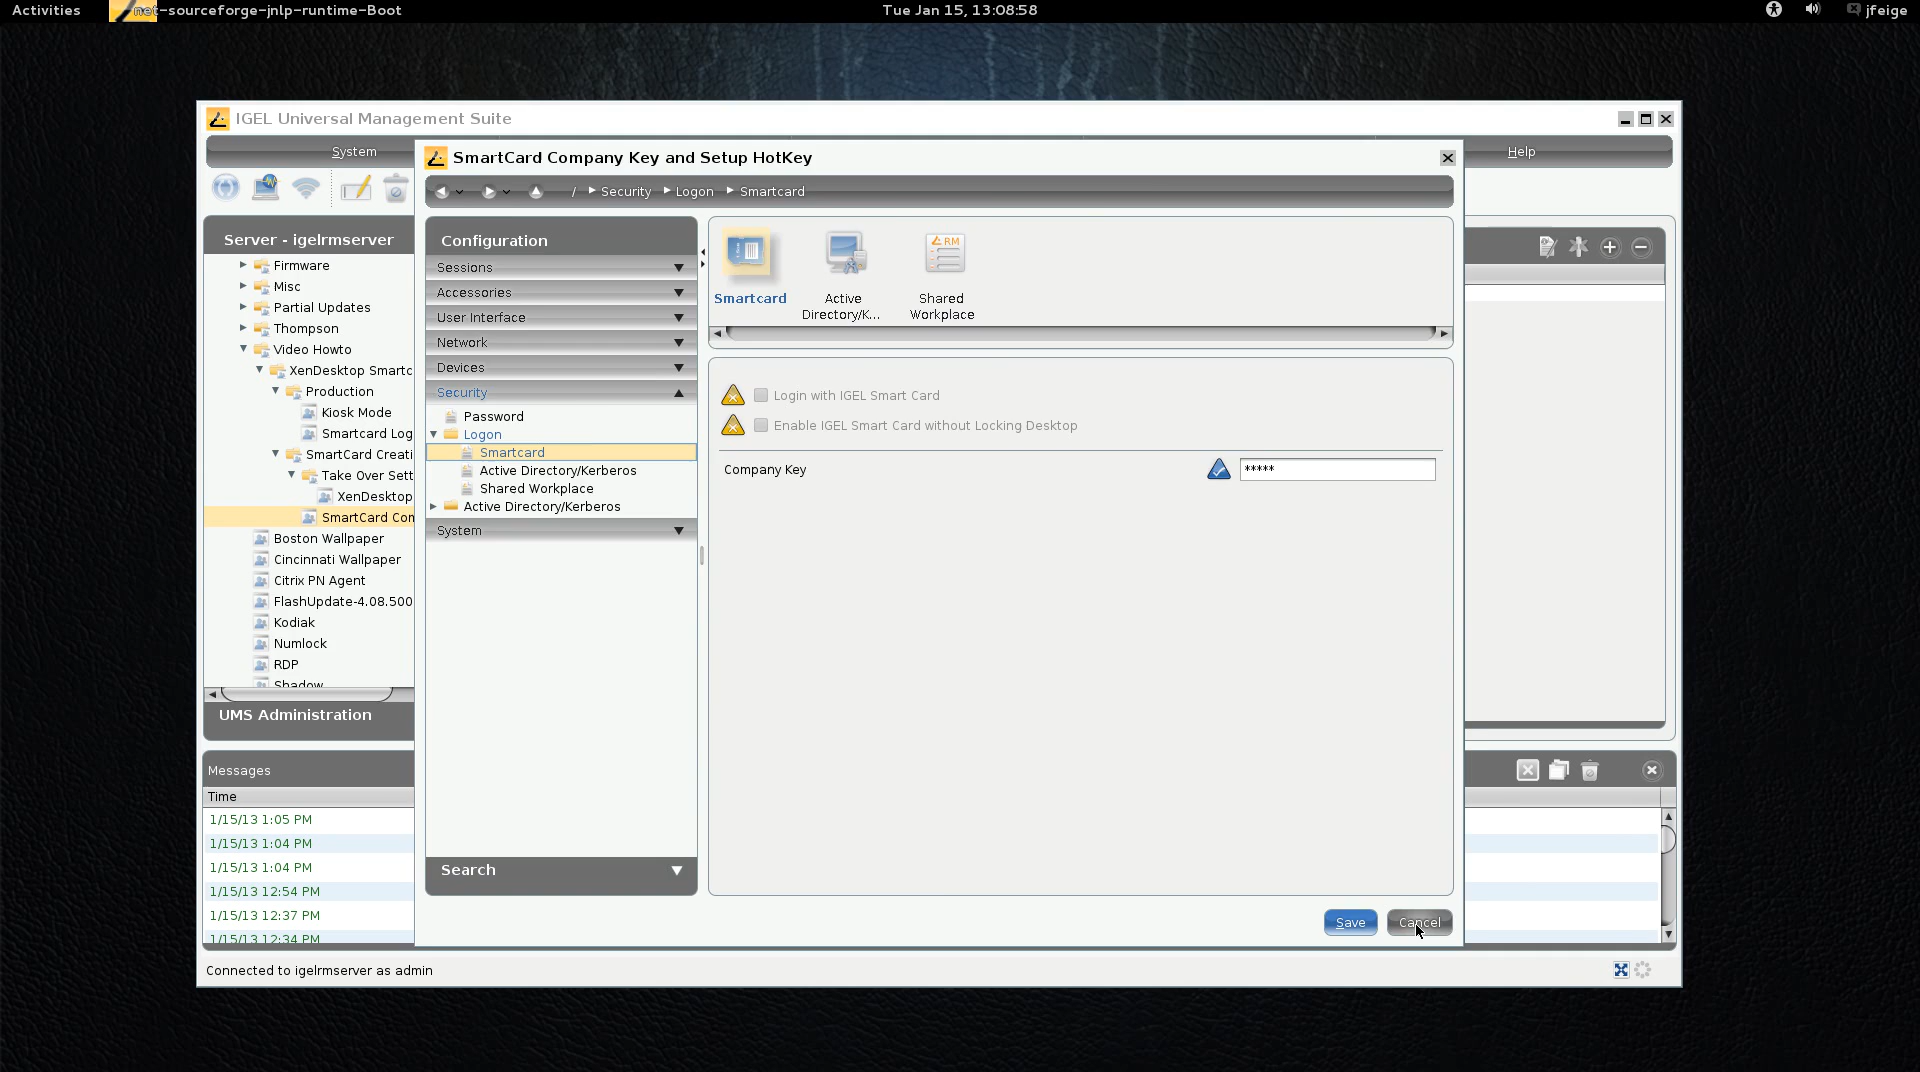 Activities
net-sourceforge-jnlp-runtime-Boot
Tue Jan 15, 13:08:58
jfeige
IGEL Universal Management Suite
System
Help
SmartCard Company Key and Setup HotKey
/ Security Logon Smartcard
Server - igelrmserver
Firmware
Misc
Partial Updates
Thompson
Video Howto
XenDesktop Smartc
Production
Kiosk Mode
Smartcard Log
SmartCard Creati
Take Over Sett
XenDesktop
SmartCard Con
Boston Wallpaper
Cincinnati Wallpaper
Citrix PN Agent
FlashUpdate-4.08.500
Kodiak
Numlock
RDP
Shadow
UMS Administration
Configuration
Sessions
Accessories
User Interface
Network
Devices
Security
Password
Logon
Smartcard
Active Directory/Kerberos
Shared Workplace
Active Directory/Kerberos
System
Search
RM
Smartcard
Active
Directory/K...
Shared
Workplace
Login with IGEL Smart Card
Enable IGEL Smart Card without Locking Desktop
Company Key
*****
Save
Cancel
Messages
Time
1/15/13 1:05 PM
1/15/13 1:04 PM
1/15/13 1:04 PM
1/15/13 12:54 PM
1/15/13 12:37 PM
1/15/13 12:34 PM
Connected to igelrmserver as admin